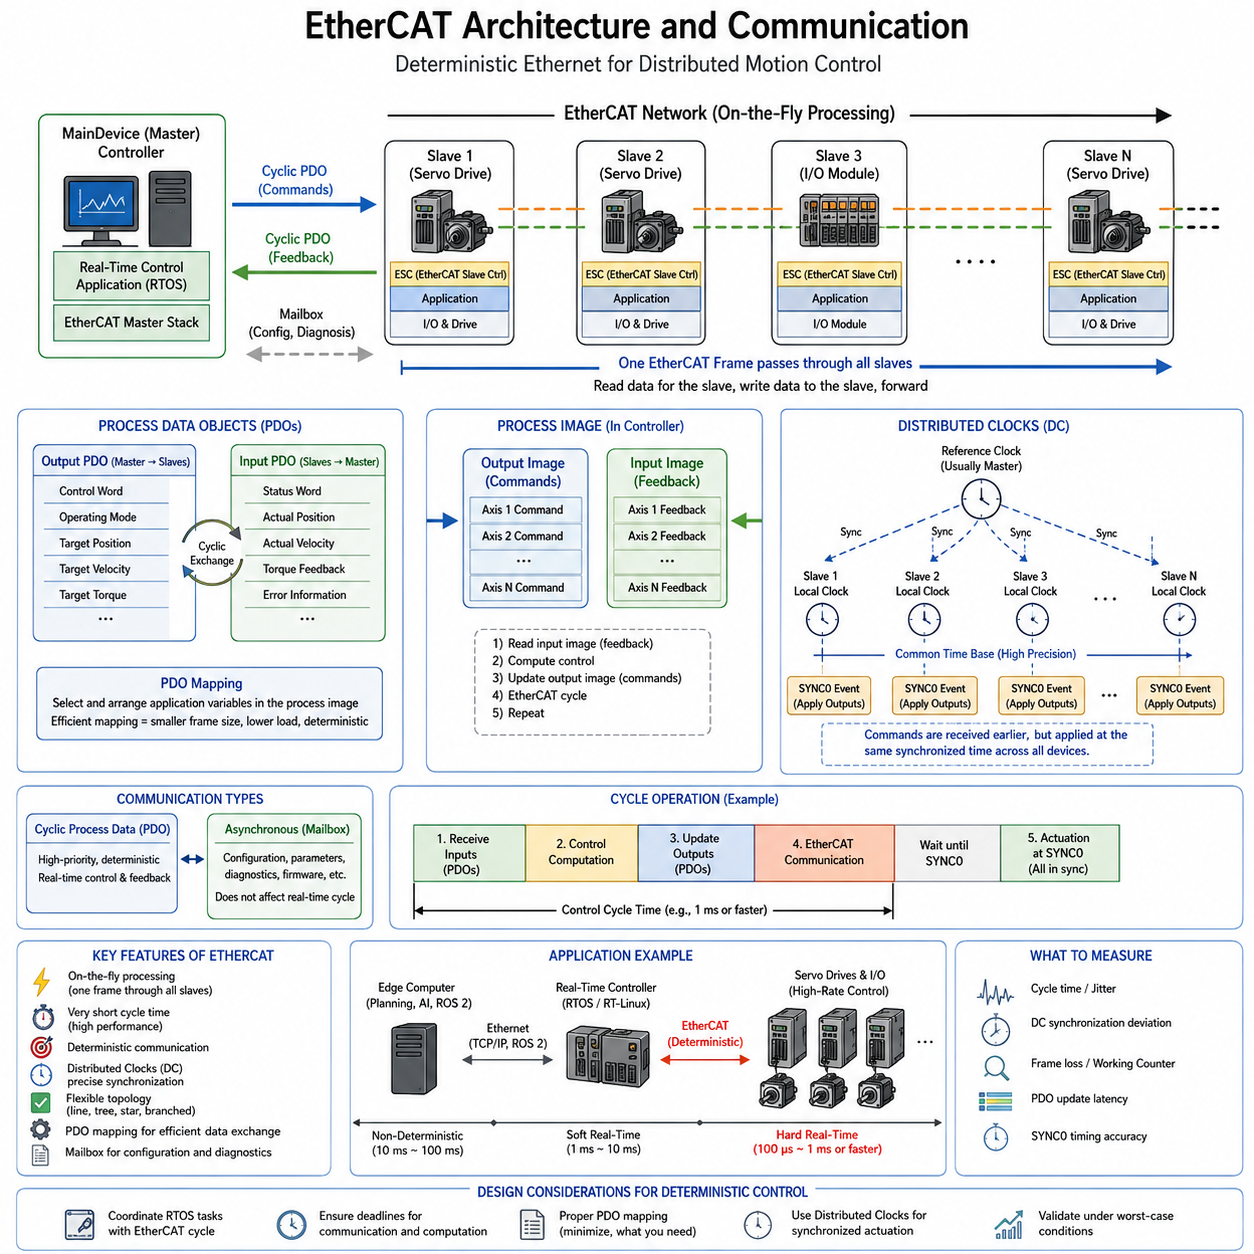 EtherCAT Architecture and Communication
Deterministic Ethernet for Distributed Motion Control
MainDevice (Master)
Controller
Real-Time Control
Application (RTOS)
EtherCAT Master Stack
Cyclic PDO
(Commands)
Cyclic PDO
(Feedback)
Mailbox
(Config, Diagnosis)
EtherCAT Network (On-the-Fly Processing)
Slave 1
(Servo Drive)
ESC (EtherCAT Slave Ctrl)
Application
I/O & Drive
Slave 2
(Servo Drive)
ESC (EtherCAT Slave Ctrl)
Application
I/O & Drive
Slave 3
(I/O Module)
ESC (EtherCAT Slave Ctrl)
Application
I/O Module
....
Slave N
(Servo Drive)
ESC (EtherCAT Slave Ctrl)
Application
I/O & Drive
One EtherCAT Frame passes through all slaves
Read data for the slave, write data to the slave, forward
PROCESS DATA OBJECTS (PDOs)
Output PDO (Master → Slaves)
Control Word
Operating Mode
Target Position
Target Velocity
Target Torque
...
Cyclic
Exchange
Input PDO (Slaves → Master)
Status Word
Actual Position
Actual Velocity
Torque Feedback
Error Information
...
PDO Mapping
Select and arrange application variables in the process image
Efficient mapping = smaller frame size, lower load, deterministic
PROCESS IMAGE (In Controller)
Output Image
(Commands)
Axis 1 Command
Axis 2 Command
...
Axis N Command
Input Image
(Feedback)
Axis 1 Feedback
Axis 2 Feedback
...
Axis N Feedback
1) Read input image (feedback)
2) Compute control
3) Update output image (commands)
4) EtherCAT cycle
5) Repeat
DISTRIBUTED CLOCKS (DC)
Reference Clock
(Usually Master)
Sync
Sync
Sync
Sync
Slave 1
Local Clock
Slave 2
Local Clock
Slave 3
Local Clock
...
Slave N
Local Clock
Common Time Base (High Precision)
SYNC0 Event
(Apply Outputs)
SYNC0 Event
(Apply Outputs)
SYNC0 Event
(Apply Outputs)
...
SYNC0 Event
(Apply Outputs)
Commands are received earlier, but applied at the
same synchronized time across all devices.
COMMUNICATION TYPES
Cyclic Process Data (PDO)
High-priority, deterministic
Real-time control & feedback
Asynchronous (Mailbox)
Configuration, parameters,
diagnostics, firmware, etc.
Does not affect real-time cycle
CYCLE OPERATION (Example)
1. Receive
Inputs
(PDOs)
2. Control
Computation
3. Update
Outputs
(PDOs)
4. EtherCAT
Communication
Wait until
SYNC0
5. Actuation
at SYNC0
(All in sync)
Control Cycle Time (e.g., 1 ms or faster)
KEY FEATURES OF ETHERCAT
On-the-fly processing
(one frame through all slaves)
Very short cycle time
(high performance)
Deterministic communication
Distributed Clocks (DC)
precise synchronization
Flexible topology
(line, tree, star, branched)
PDO mapping for efficient data exchange
Mailbox for configuration and diagnostics
APPLICATION EXAMPLE
Edge Computer
(Planning, AI, ROS 2)
Ethernet
(TCP/IP, ROS 2)
Real-Time Controller
(RTOS / RT-Linux)
EtherCAT
(Deterministic)
Servo Drives & I/O
(High-Rate Control)
...
Non-Deterministic
(10 ms ~ 100 ms)
Soft Real-Time
(1 ms ~ 10 ms)
Hard Real-Time
(100 µs ~ 1 ms or faster)
WHAT TO MEASURE
Cycle time / Jitter
DC synchronization deviation
Frame loss / Working Counter
PDO update latency
SYNC0 timing accuracy
DESIGN CONSIDERATIONS FOR DETERMINISTIC CONTROL
Coordinate RTOS tasks
with EtherCAT cycle
Ensure deadlines for
communication and computation
Proper PDO mapping
(minimize, what you need)
Use Distributed Clocks for
synchronized actuation
Validate under worst-case
conditions